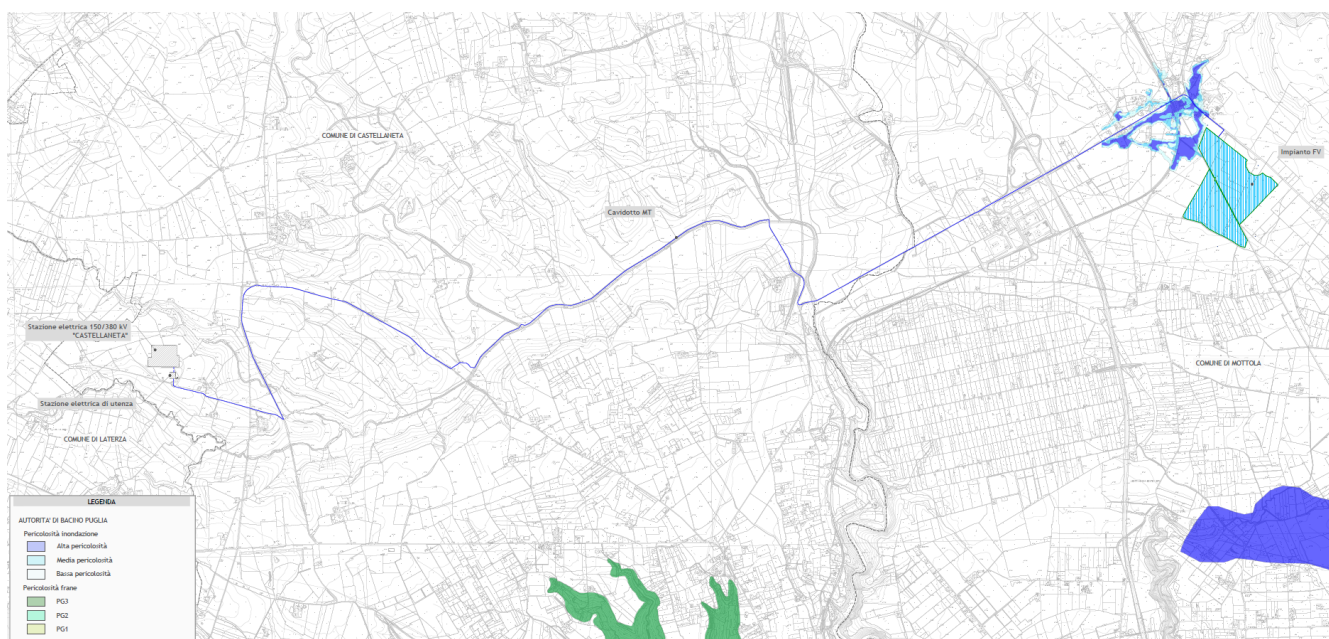 COMUNE DI CASTELLANETA
Impianto FV
Cavidotto MT
Stazione elettrica 150/380 kV
"CASTELLANETA"
COMUNE DI MOTTOLA
Stazione elettrica di utenza
COMUNE DI LATERZA
LEGENDA
AUTORITA' DI BACINO PUGLIA
Pericolosità inondazione
Alta pericolosità
Media pericolosità
Bassa pericolosità
Pericolosità frane
PG3
PG2
PG1